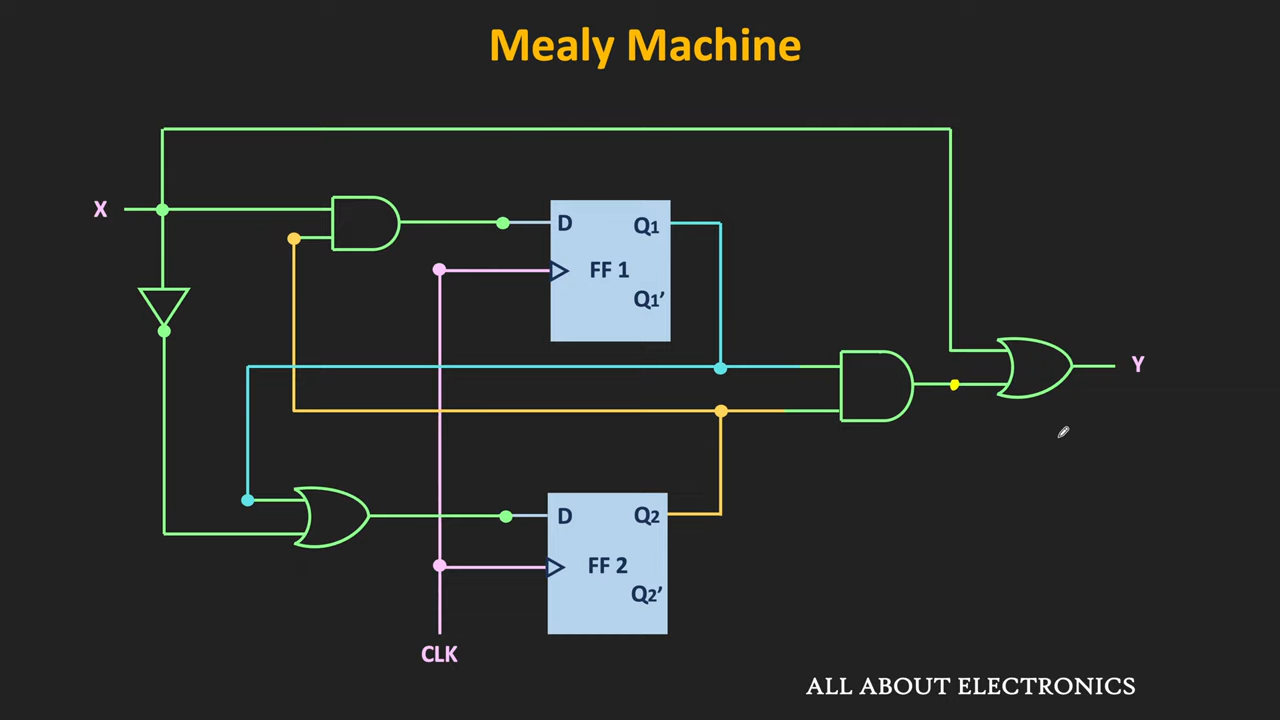 Mealy Machine
X
D
Q1
FF 1
Q1’
Y
D
Q2
FF 2
Q2’
CLK
ALL ABOUT ELECTRONICS